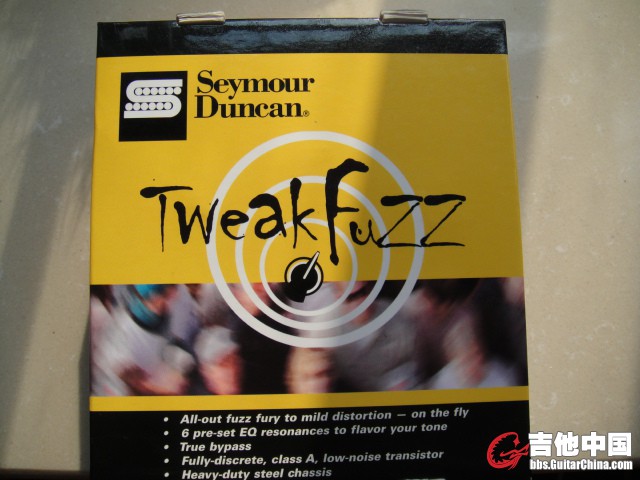 Seymour
Duncan®
Tweak Fuzz
• All-out fuzz fury to mild distortion — on the fly
• 6 pre-set EQ resonances to flavor your tone
• True bypass
• Fully-discrete, class A, low-noise transistor
• Heavy-duty steel chassis
吉他中国
bbs.GuitarChina.com